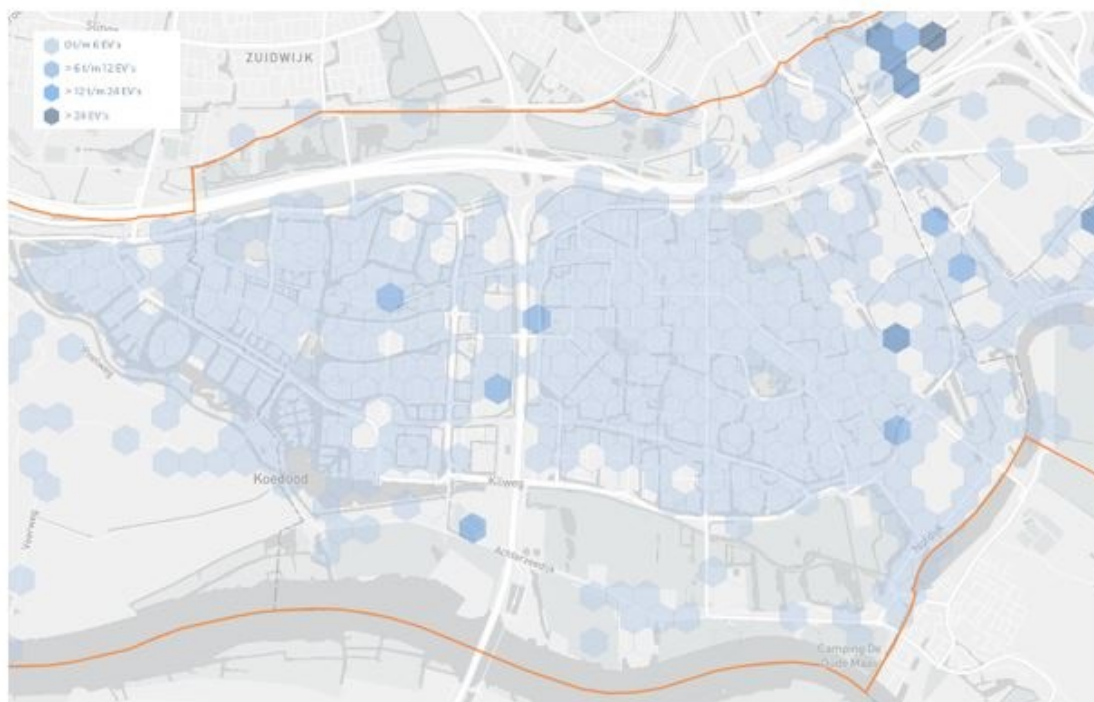 0 t/m 6 EV's
> 6 t/m 12 EV's
> 12 t/m 24 EV's
> 24 EV's
ZUIDWIJK
Koedood
Kilweg
Achterzeedijk
Veerweg
Camping De
Oude Maas